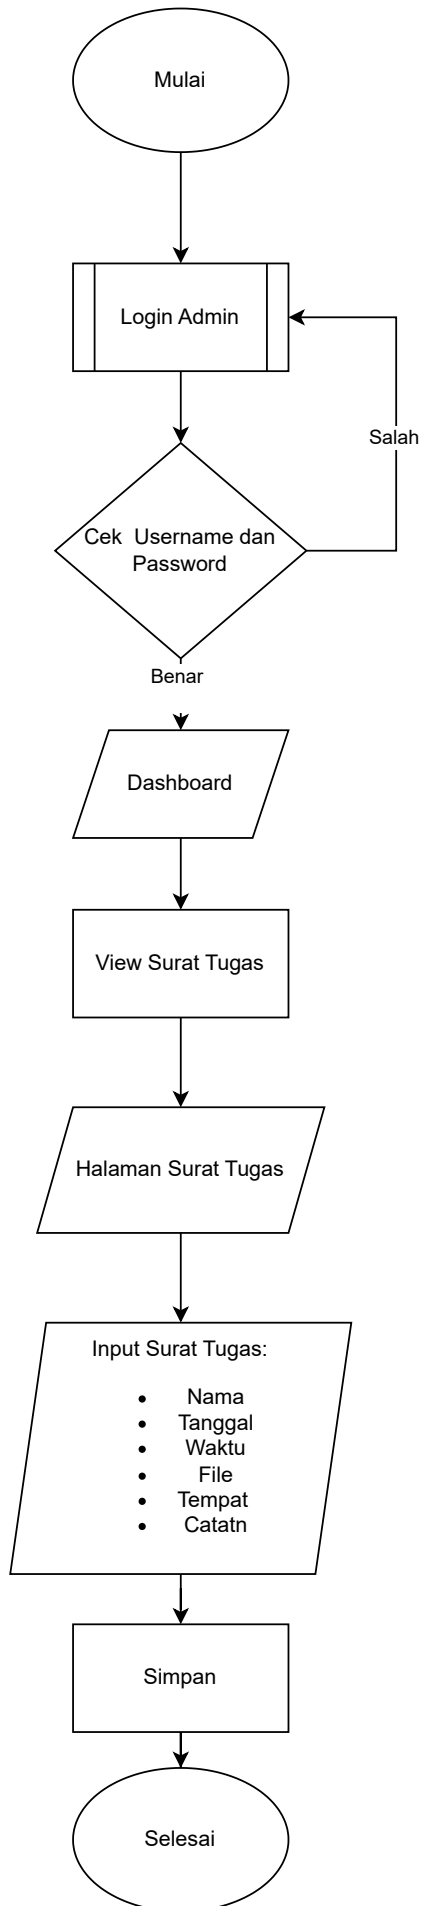 Mulai
Login Admin
Salah
Cek  Username dan
Password
Benar
Dashboard
View Surat Tugas
Halaman Surat Tugas
Input Surat Tugas:
• Nama
• Tanggal
• Waktu
• File
• Tempat
• Catatn
Simpan
Selesai